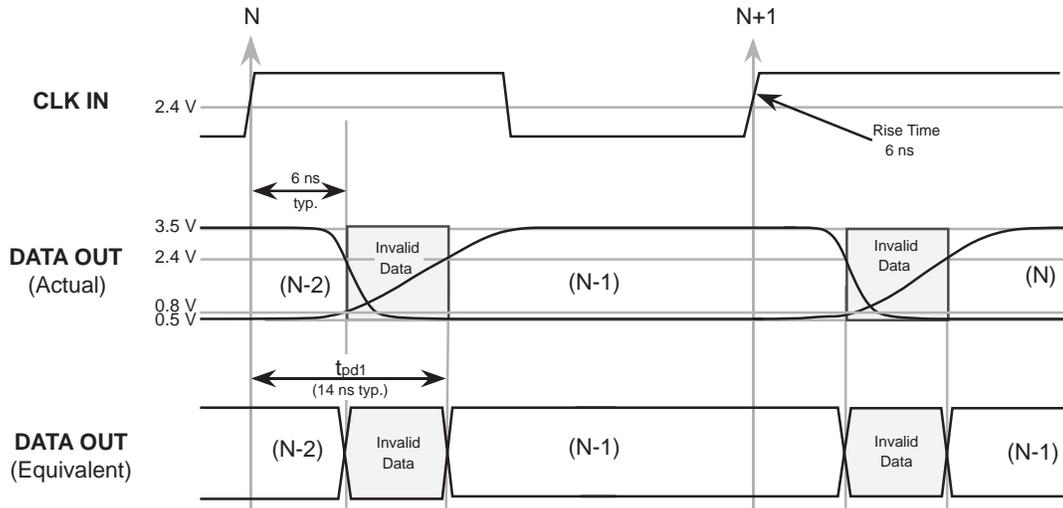 N
N+1
CLK IN
2.4 V
Rise Time
6 ns
6 ns
typ.
3.5 V
DATA OUT
(Actual)
2.4 V
0.8 V
0.5 V
(N-2)
Invalid
Data
(N-1)
Invalid
Data
(N)
tpd1
(14 ns typ.)
DATA OUT
(Equivalent)
(N-2)
Invalid
Data
(N-1)
Invalid
Data
(N-1)